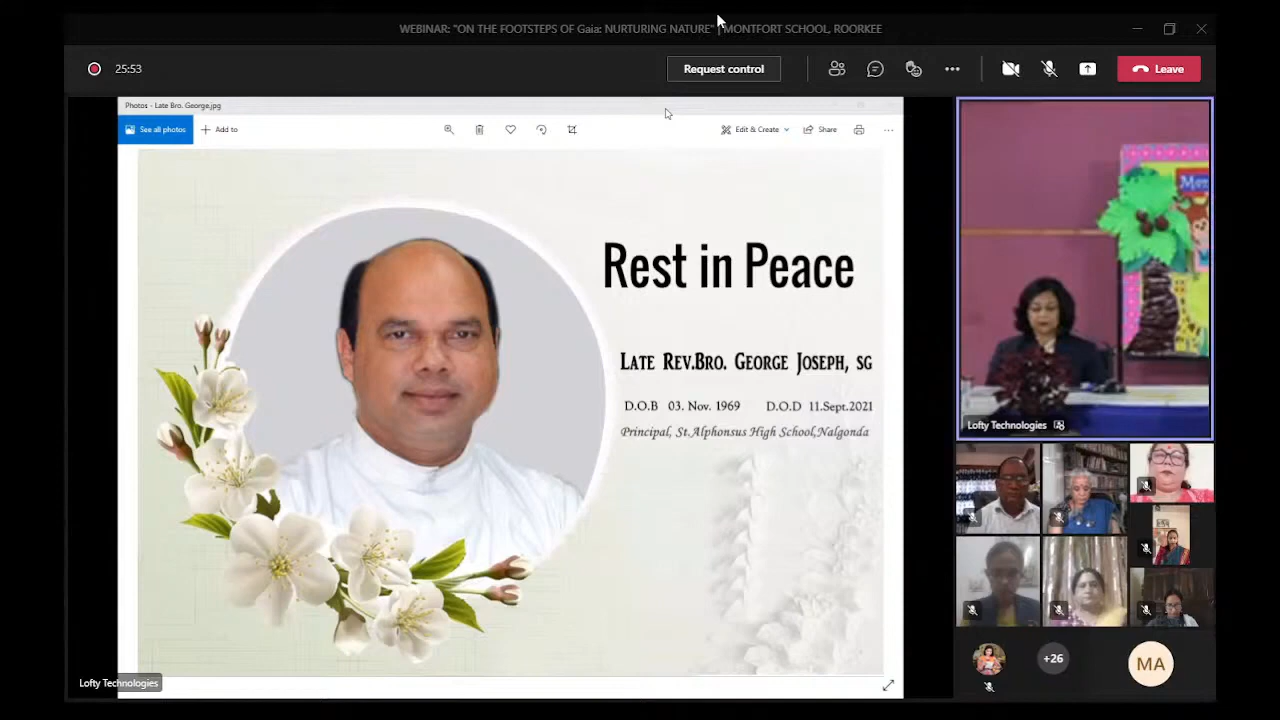 WEBINAR: "ON THE FOOTSTEPS OF Gaia: NURTURING NATURE" | MONTFORT SCHOOL, ROORKEE
25:53
Request control
Leave
Photos - Late Bro. George.jpg
See all photos
Add to
Edit & Create
Share
Rest in Peace
LATE REV.BRO. GEORGE JOSEPH, SG
D.O.B 03. Nov. 1969 D.O.D 11.Sept.2021
Principal, St.Alphonsus High School,Nalgonda
Lofty Technologies
Lofty Technologies
+26
MA